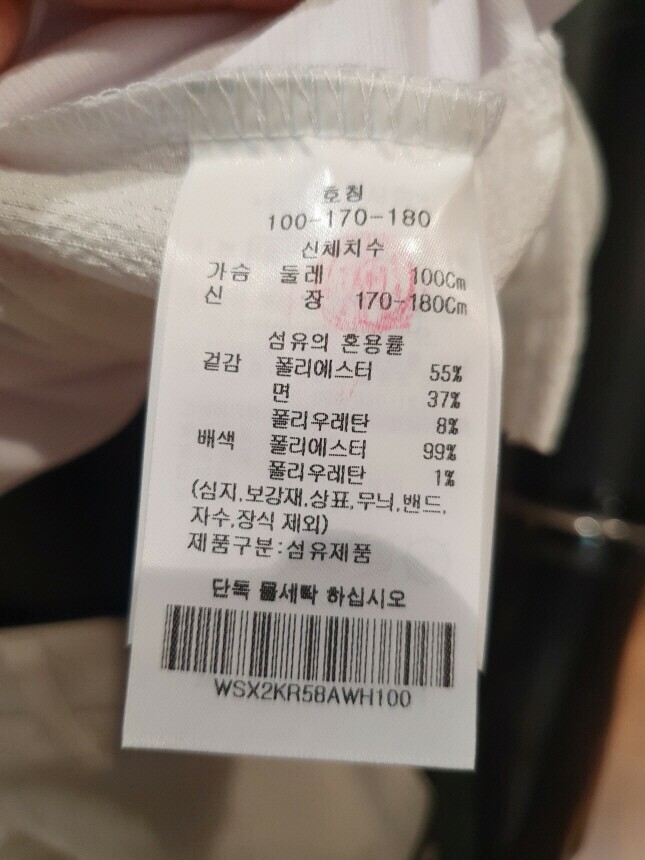 호칭
100-170-180
신체치수
가슴 둘레 100Cm
신 장 170-180Cm
섬유의 혼용률
겉감 폴리에스터 55%
면 37%
폴리우레탄 8%
배색 폴리에스터 99%
폴리우레탄 1%
(심지,보강재,상표,무늬,밴드,
자수,장식 제외)
제품구분:섬유제품
단독 물세탁 하십시오
WSX2KR58AWH100